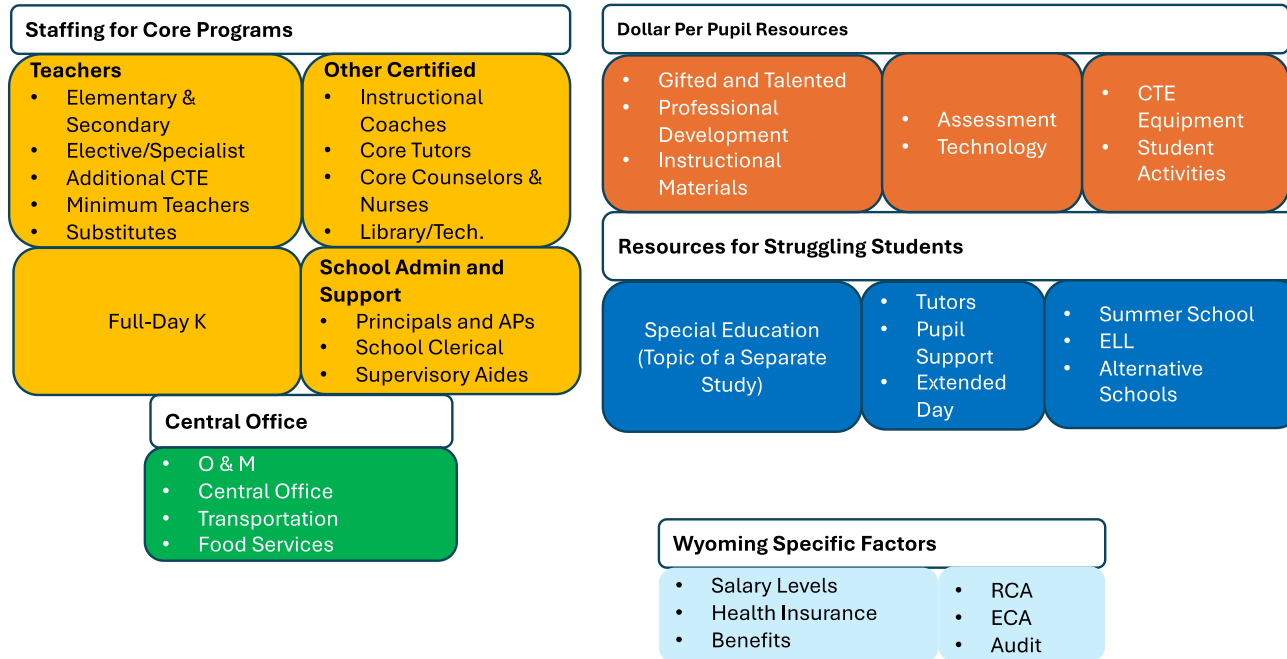 Staffing for Core Programs
Teachers
• Elementary &
Secondary
• Elective/Specialist
• Additional CTE
• Minimum Teachers
• Substitutes
Other Certified
• Instructional
Coaches
• Core Tutors
• Core Counselors &
Nurses
• Library/Tech.
Full-Day K
School Admin and
Support
• Principals and APs
• School Clerical
• Supervisory Aides
Central Office
• O & M
• Central Office
• Transportation
• Food Services
Dollar Per Pupil Resources
• Gifted and Talented
• Professional
Development
• Instructional
Materials
• Assessment
• Technology
• CTE
Equipment
• Student
Activities
Resources for Struggling Students
Special Education
(Topic of a Separate
Study)
• Tutors
• Pupil
Support
• Extended
Day
• Summer School
• ELL
• Alternative
Schools
Wyoming Specific Factors
• Salary Levels
• Health Insurance
• Benefits
• RCA
• ECA
• Audit